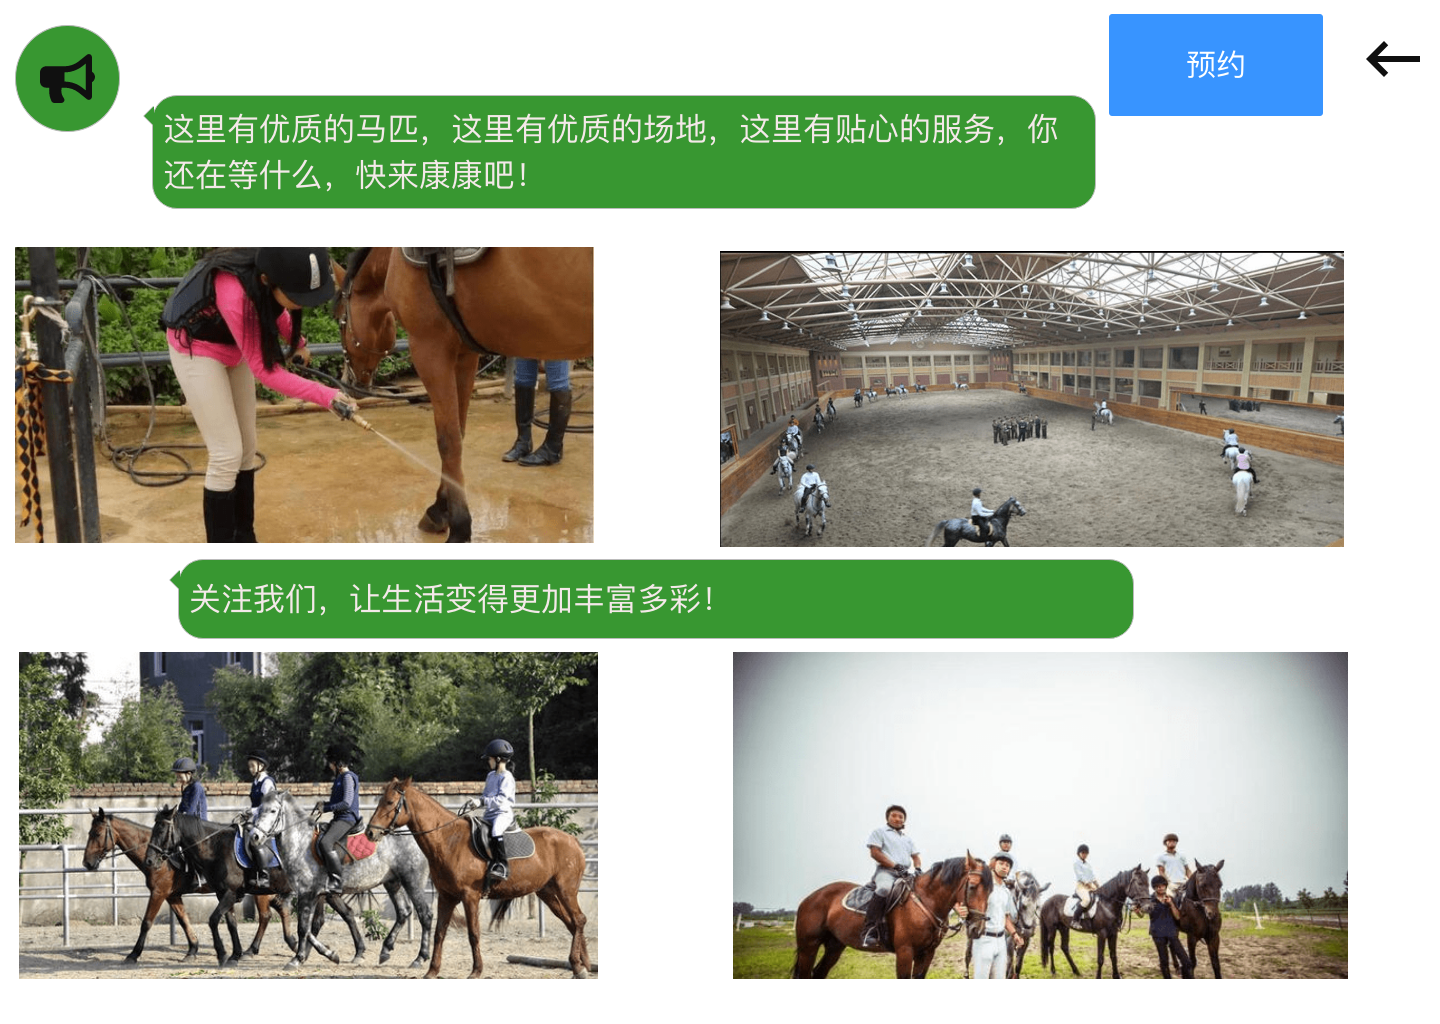 预约
这里有优质的马匹，这里有优质的场地，这里有贴心的服务，你
还在等什么，快来康康吧！
关注我们，让生活变得更加丰富多彩！